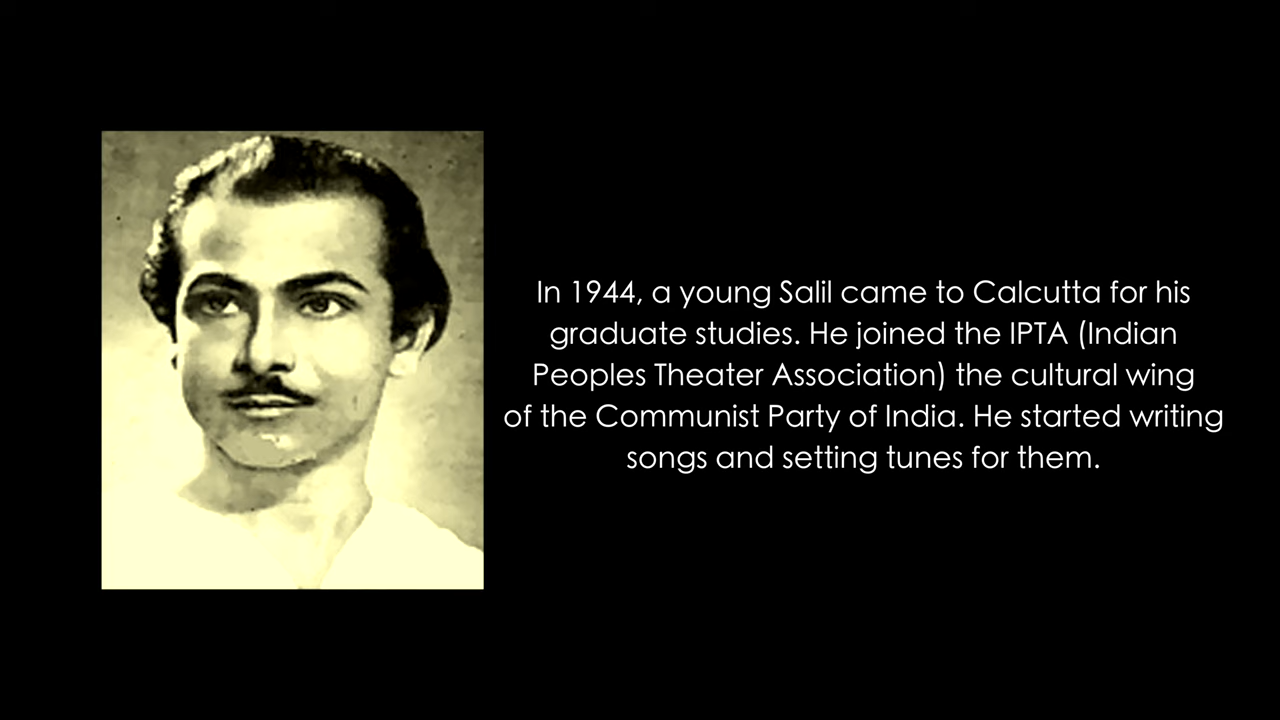 In 1944, a young Salil came to Calcutta for his
graduate studies. He joined the IPTA (Indian
Peoples Theater Association) the cultural wing
of the Communist Party of India. He started writing
songs and setting tunes for them.